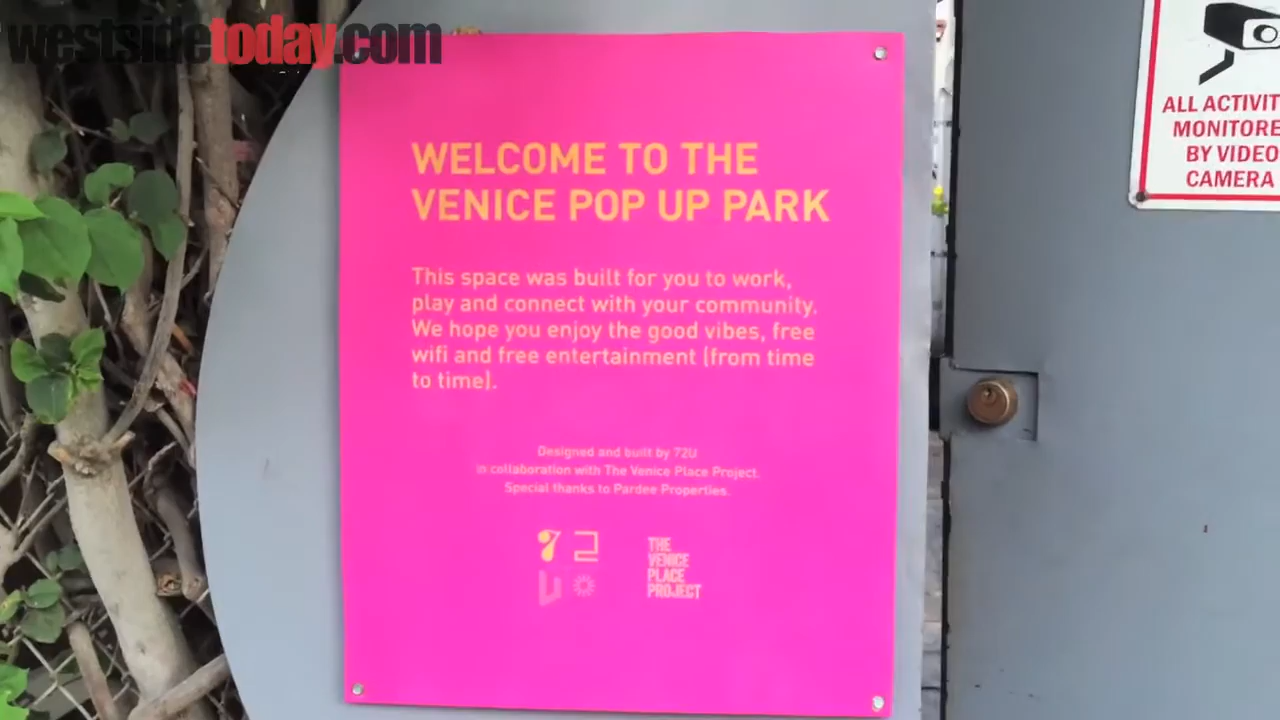 westsidetoday.com
WELCOME TO THE
VENICE POP UP PARK
This space was built for you to work,
play and connect with your community.
We hope you enjoy the good vibes, free
wifi and free entertainment (from time
to time).
Designed and built by 72U
in collaboration with The Venice Place Project.
Special thanks to Pardee Properties.
72
U
THE
VENICE
PLACE
PROJECT
ALL ACTIVIT
MONITORE
BY VIDEO
CAMERA